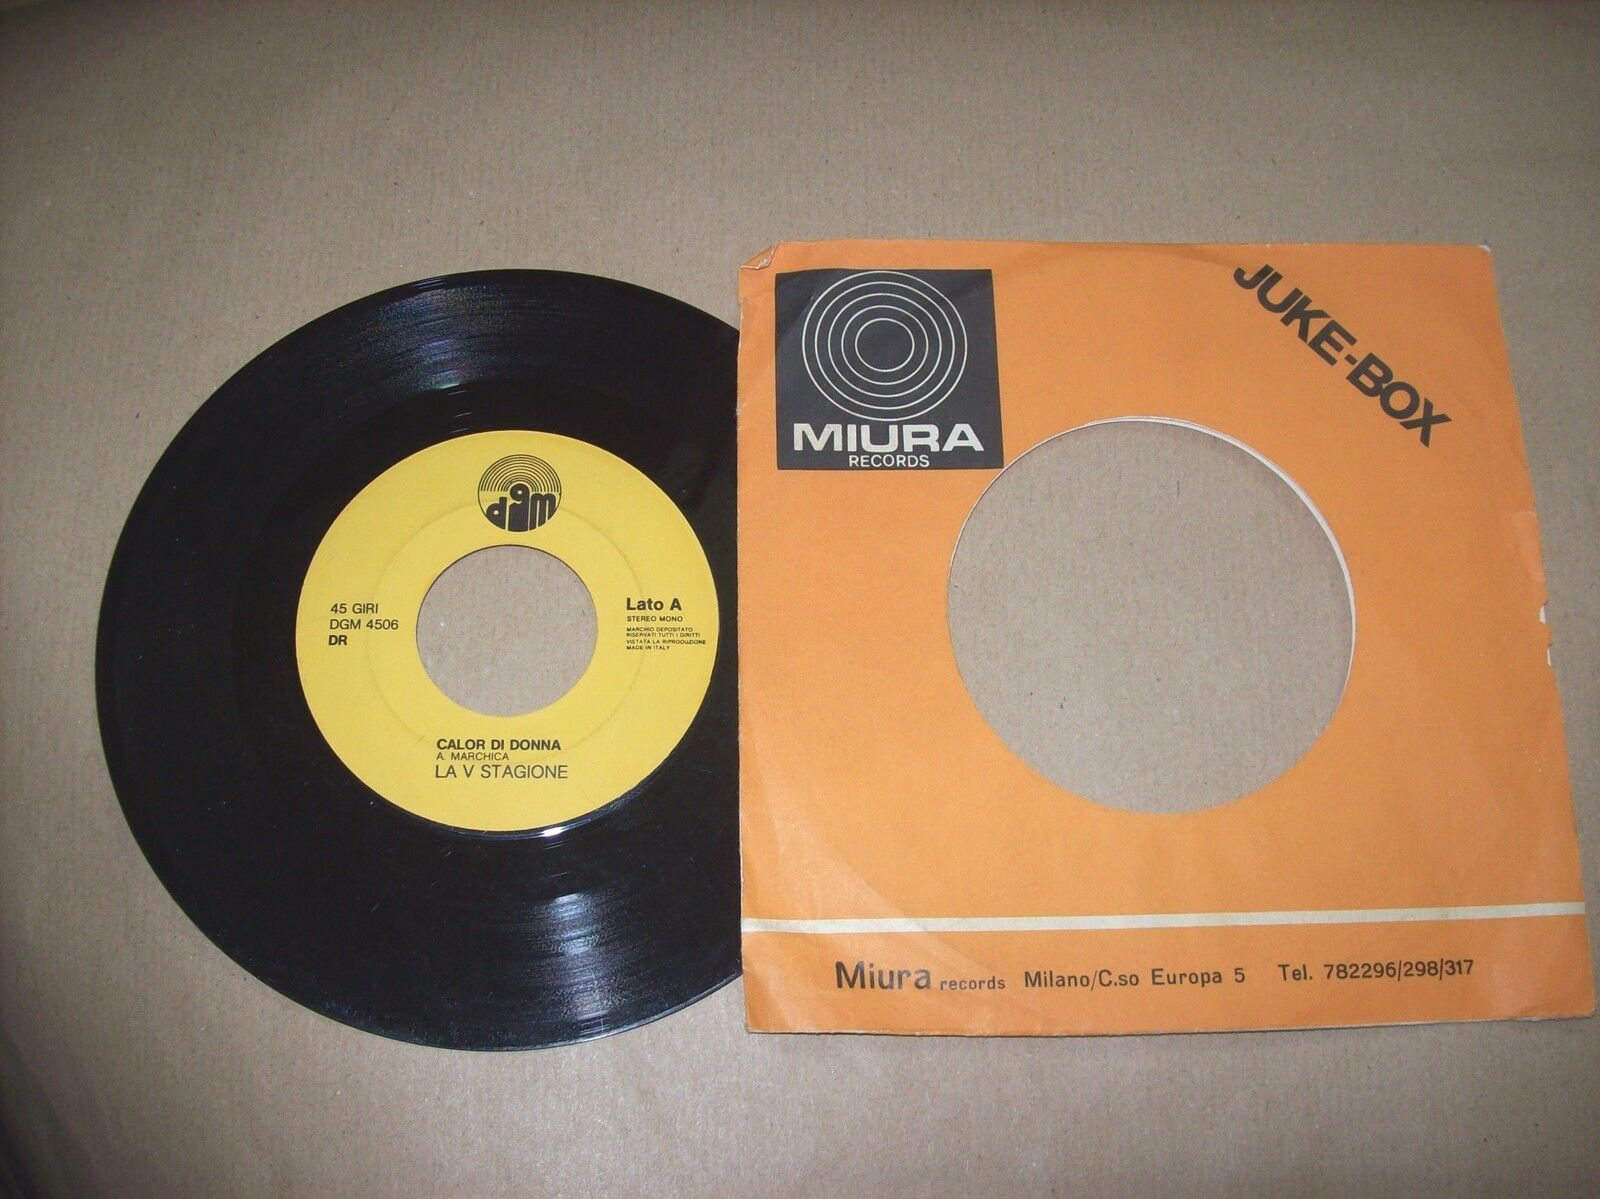 dgm
45 GIRI
DGM 4506
DR
Lato A
STEREO MONO
MARCHIO DEPOSITATO
RISERVATI TUTTI I DIRITTI
VIETATA LA RIPRODUZIONE
MADE IN ITALY
CALOR DI DONNA
A. MARCHICA
LA V STAGIONE
MIURA
RECORDS
JUKE-BOX
Miura records Milano/C.so Europa 5 Tel. 782296/298/317